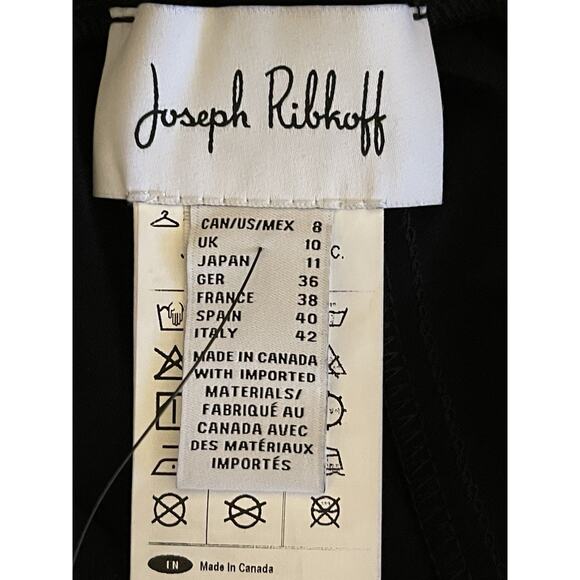 Joseph Ribkoff
CAN/US/MEX 8
UK 10
JAPAN 11
GER 36
FRANCE 38
SPAIN 40
ITALY 42
MADE IN CANADA
WITH IMPORTED
MATERIALS/
FABRIQUÉ AU
CANADA AVEC
DES MATÉRIAUX
IMPORTÉS
C.
IN Made In Canada